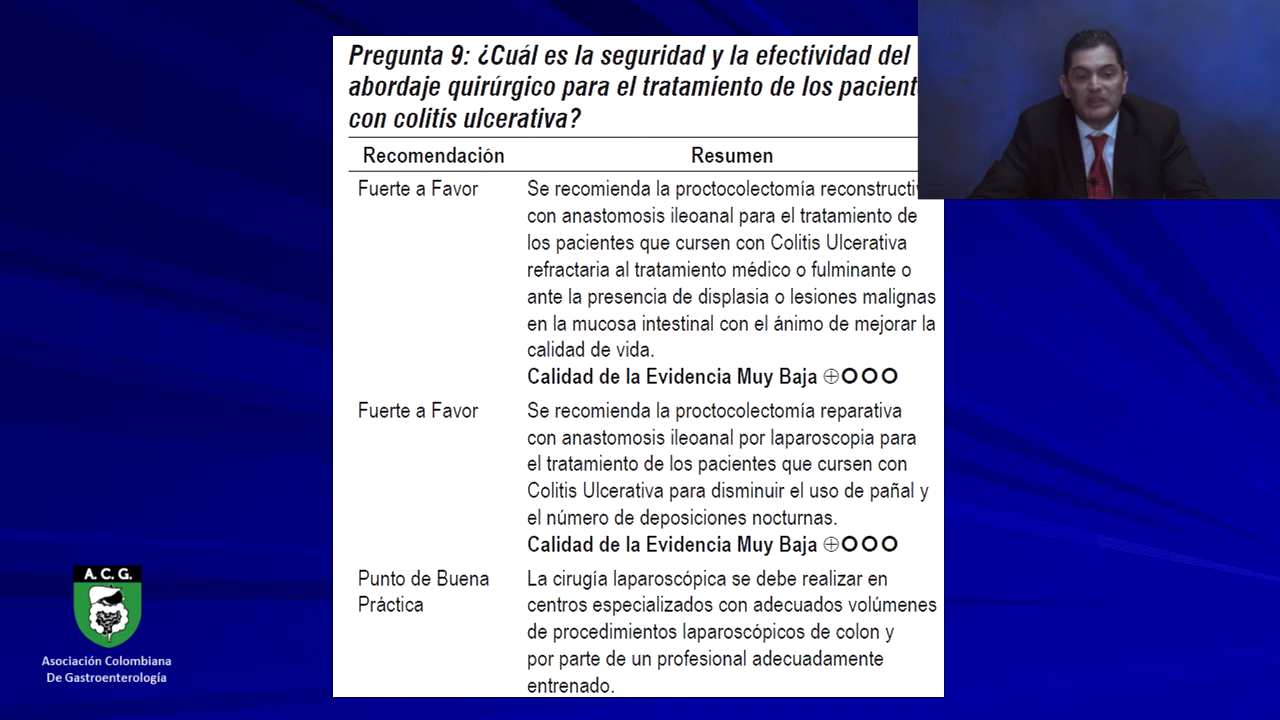 Pregunta 9: ¿Cuál es la seguridad y la efectividad del
abordaje quirúrgico para el tratamiento de los
con colitis ulcerativa?
Recomendación Resumen
Fuerte a Favor Se recomienda la proctocolectomía
con anastomosis ileoanal para el tratamiento de
los pacientes que cursen con Colitis Ulcerativa
refractaria al tratamiento médico o fulminante o
ante la presencia de displasia o lesiones malignas
en la mucosa intestinal con el ánimo de mejorar la
calidad de vida.
Calidad de la Evidencia Muy Baja ⊕OOO
Fuerte a Favor Se recomienda la proctocolectomía reparativa
con anastomosis ileoanal por laparoscopia para
el tratamiento de los pacientes que cursen con
Colitis Ulcerativa para disminuir el uso de pañal y
el número de deposiciones nocturnas.
Calidad de la Evidencia Muy Baja ⊕OOO
Punto de Buena La cirugía laparoscópica se debe realizar en
Práctica centros especializados con adecuados volúmenes
de procedimientos laparoscópicos de colon y
por parte de un profesional adecuadamente
entrenado.
A. C. G.
Asociación Colombiana
De Gastroenterología